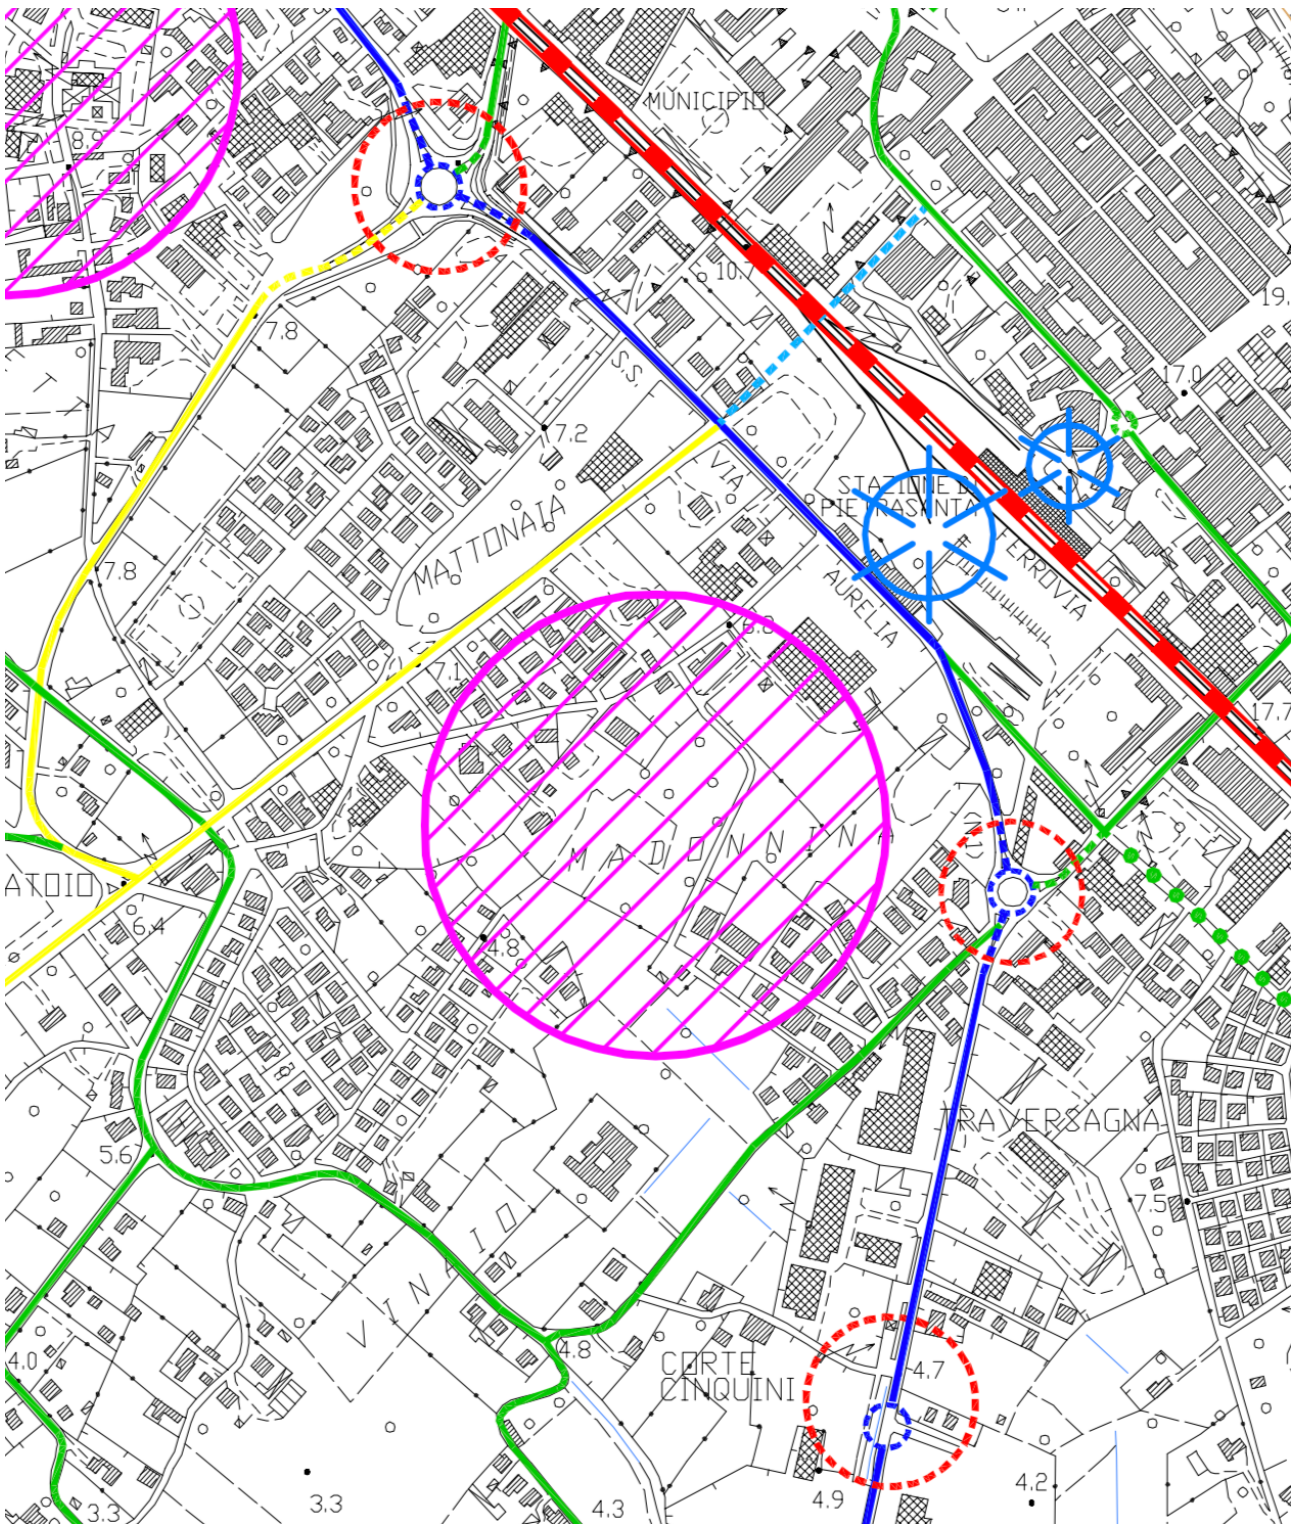 MUNICIPIO
8.9
10.7
19.
7.8
S.S.
17.0
7.2
VIA
STAZIONE DI
PIETRASANTA
MATTONAIA
FERROVIA
7.8
AURELIA
6.8
7.1
17.7
MADONNINA
ATOIO
6.4
4.8
TRAVERSAGNA
5.6
7.5
VINAIO
4.0
4.8
CORTE
CINQUINI
4.7
3.3
3.3
4.3
4.9
4.2